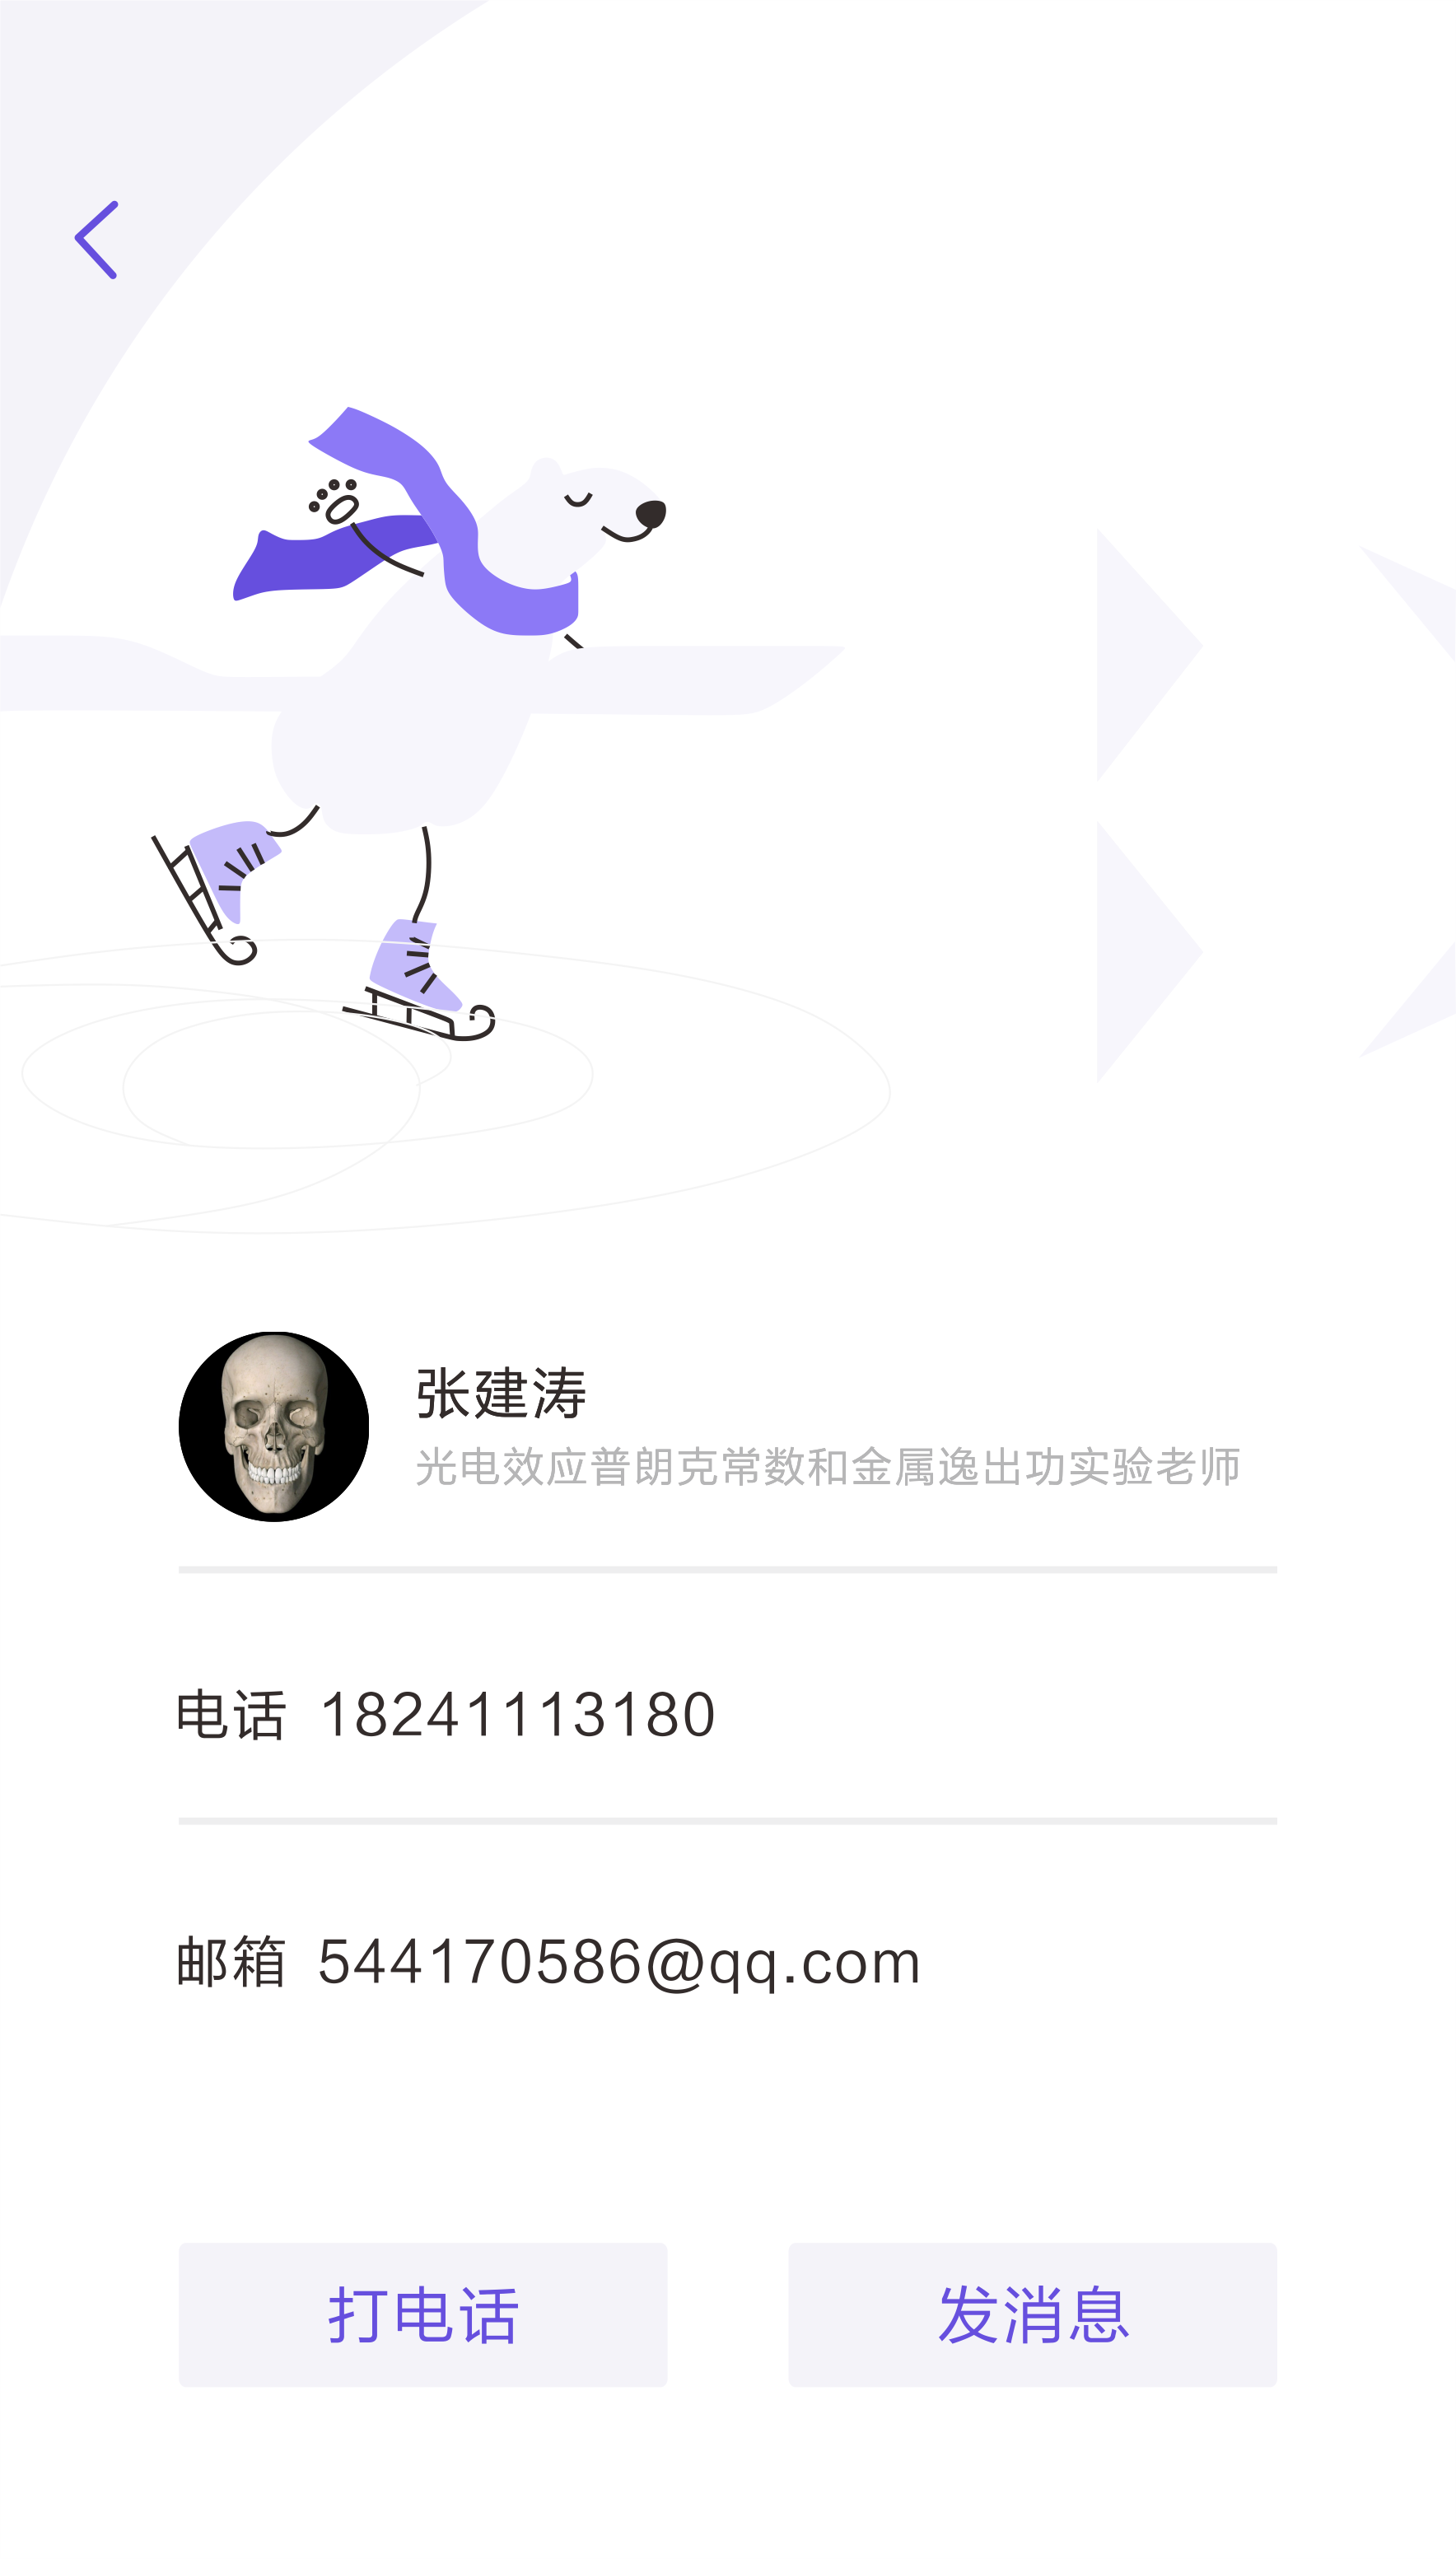 张建涛
光电效应普朗克常数和金属逸出功实验老师
电话 18241113180
邮箱 544170586@qq.com
打电话
发消息